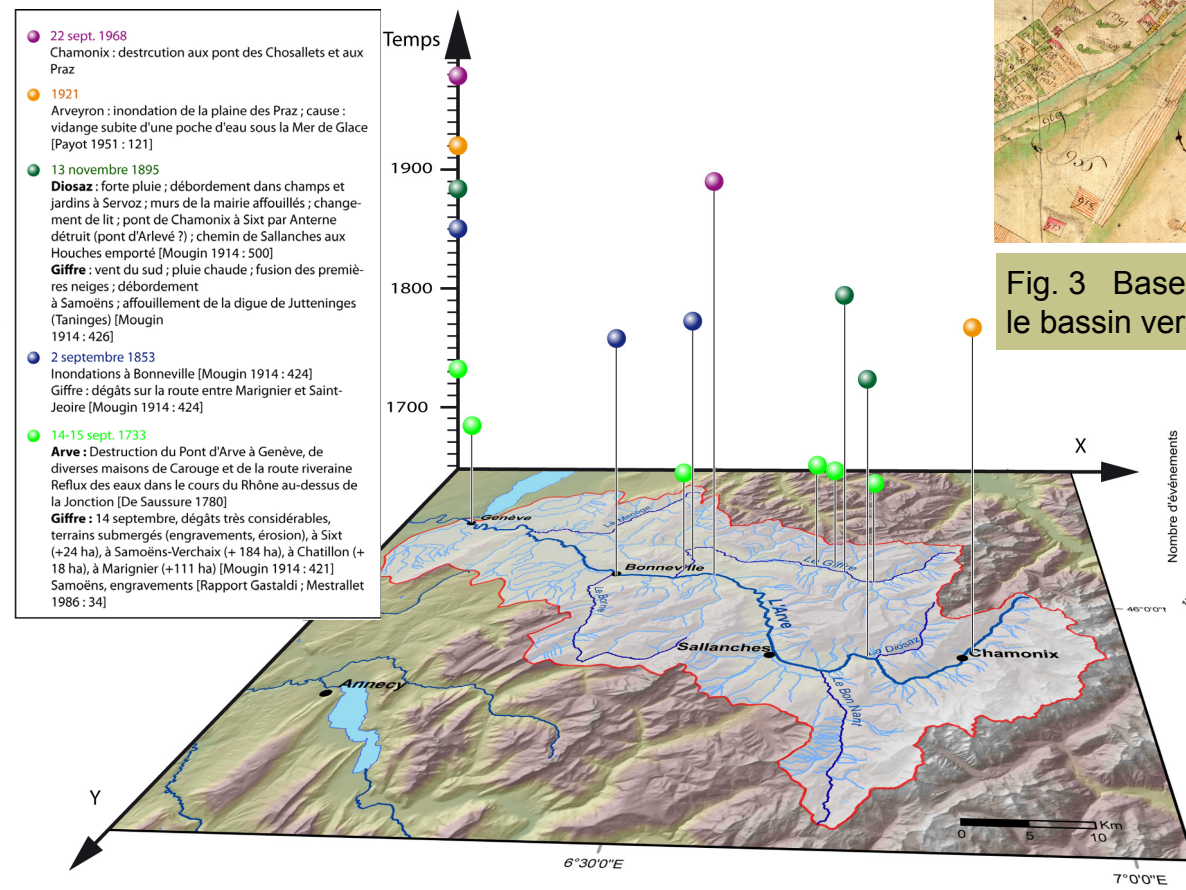 22 sept. 1968
Chamonix : destrcution aux pont des Chosallets et aux
Praz
1921
Arveyron : inondation de la plaine des Praz ; cause :
vidange subite d'une poche d'eau sous la Mer de Glace
[Payot 1951 : 121]
13 novembre 1895
Diosaz : forte pluie ; débordement dans champs et
jardins à Servoz ; murs de la mairie affouillés ; change-
ment de lit ; pont de Chamonix à Sixt par Anterne
détruit (pont d'Arlevé ?) ; chemin de Sallanches aux
Houches emporté [Mougin 1914 : 500]
Giffre : vent du sud ; pluie chaude ; fusion des premiè-
res neiges ; débordement
à Samoëns ; affouillement de la digue de Jutteninges
(Taninges) [Mougin
1914 : 426]
2 septembre 1853
Inondations à Bonneville [Mougin 1914 : 424]
Giffre : dégâts sur la route entre Marignier et Saint-
Jeoire [Mougin 1914 : 424]
14-15 sept. 1733
Arve : Destruction du Pont d'Arve à Genève, de
diverses maisons de Carouge et de la route riveraine
Reflux des eaux dans le cours du Rhône au-dessus de
la Jonction [De Saussure 1780]
Giffre : 14 septembre, dégâts très considérables,
terrains submergés (engravements, érosion), à Sixt
(+24 ha), à Samoëns-Verchaix (+ 184 ha), à Chatillon (+
18 ha), à Marignier (+111 ha) [Mougin 1914 : 421]
Samoëns, engravements [Rapport Gastaldi ; Mestrallet
1986 : 34]
Temps
1900
1800
1700
X
Y
Genève
Le Menoge
Bonneville
Le Giffre
Le Borne
L'Arve
Sallanches
La Diosaz
Chamonix
Le Bon Nant
Annecy
0 5 10 Km
6°30'0"E
7°0'0"E
46°0'0"
Fig. 3 Base
le bassin ver
Nombre d'événements